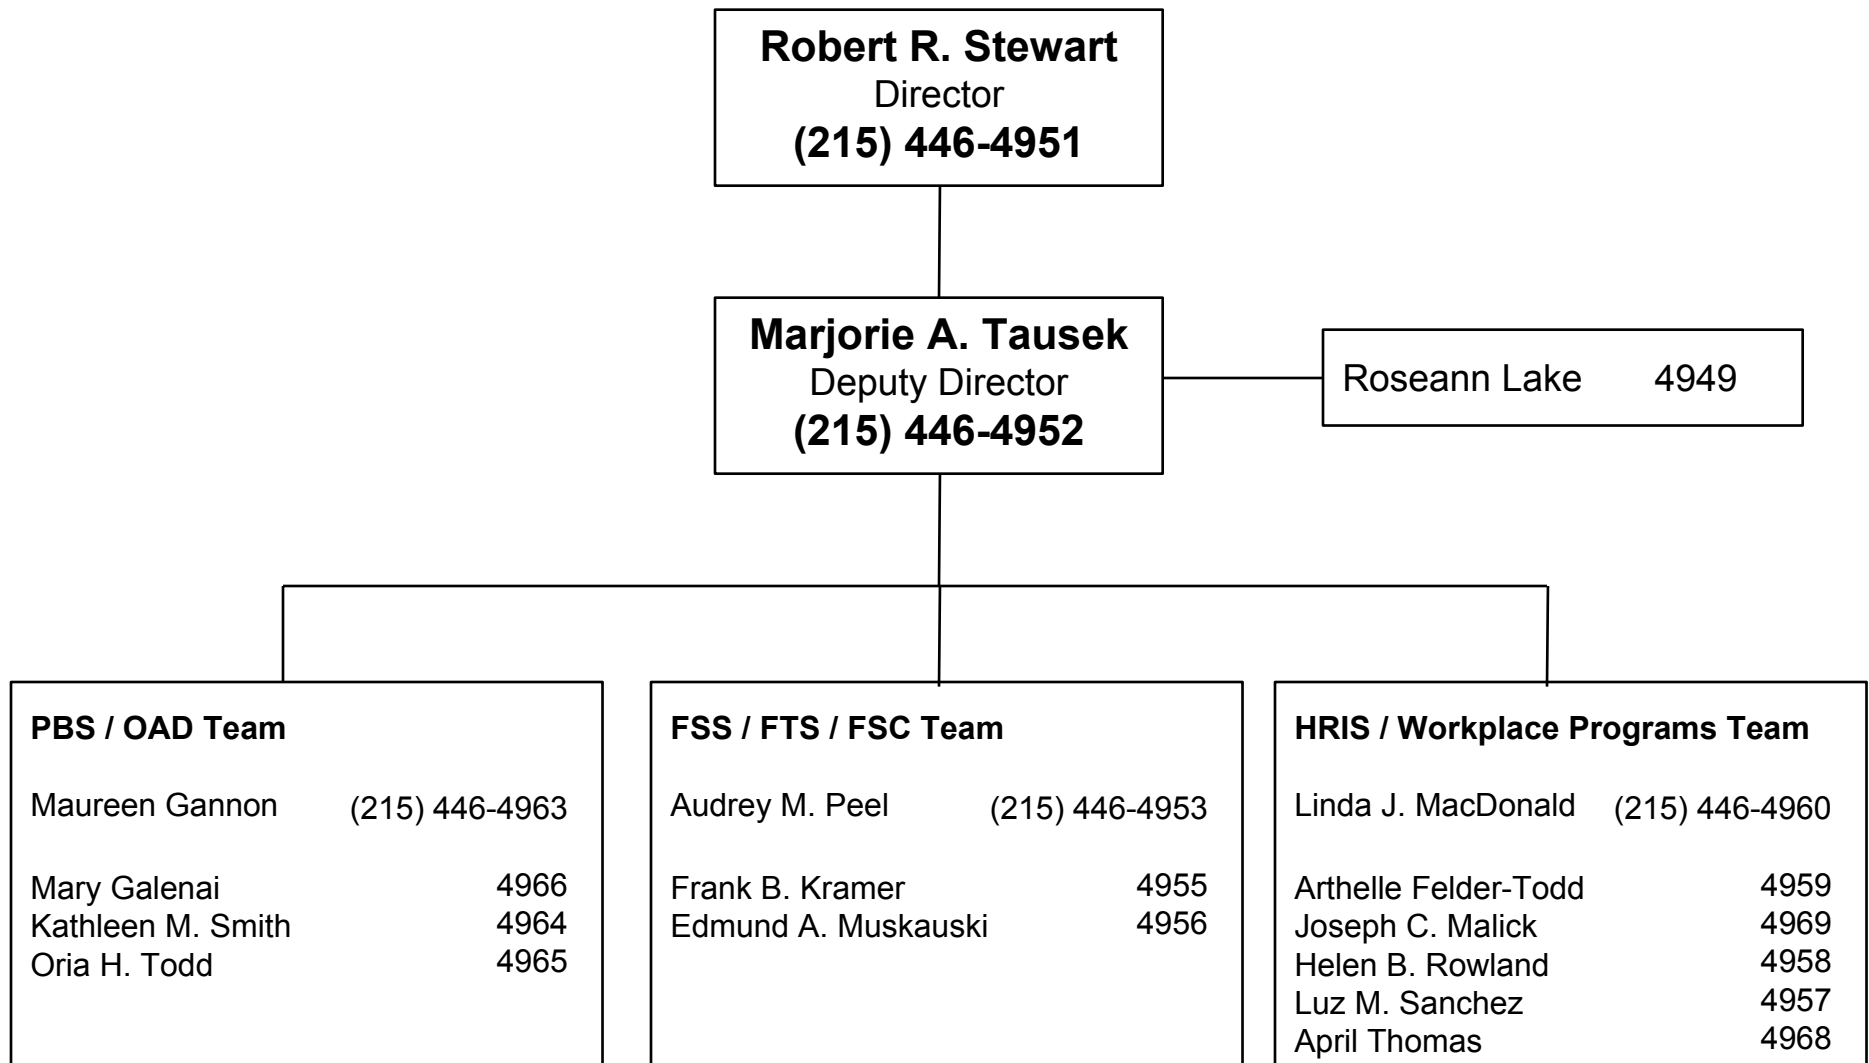 Robert R. Stewart
Director
(215) 446-4951
Marjorie A. Tausek
Deputy Director
(215) 446-4952
Roseann Lake 4949
PBS / OAD Team
Maureen Gannon (215) 446-4963
Mary Galenai 4966
Kathleen M. Smith 4964
Oria H. Todd 4965
FSS / FTS / FSC Team
Audrey M. Peel (215) 446-4953
Frank B. Kramer 4955
Edmund A. Muskauski 4956
HRIS / Workplace Programs Team
Linda J. MacDonald (215) 446-4960
Arthelle Felder-Todd 4959
Joseph C. Malick 4969
Helen B. Rowland 4958
Luz M. Sanchez 4957
April Thomas 4968